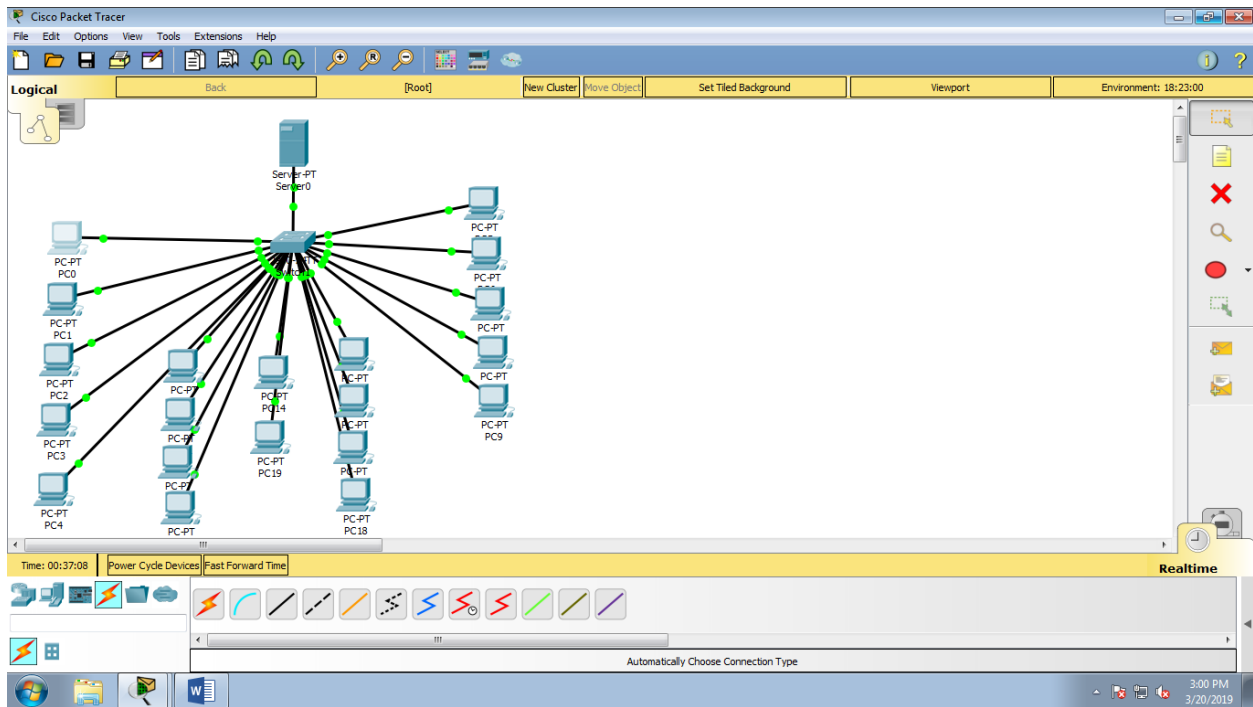 Cisco Packet Tracer
File Edit Options View Tools Extensions Help
Logical
Back
[Root]
New Cluster
Move Object
Set Tiled Background
Viewport
Environment: 18:23:00
Server-PT
Server0
PC-PT
PC-PT
PC0
PC-PT
PC-PT
PC1
PC-PT
PC-PT
PC2
PC-PT
PC-PT
PC-PT
PC14
PC-PT
PC-PT
PC9
PC-PT
PC3
PC-PT
PC-PT
PC-PT
PC19
PC-PT
PC-PT
PC-PT
PC4
PC-PT
PC-PT
PC18
Time: 00:37:08
Power Cycle Devices
Fast Forward Time
Realtime
Automatically Choose Connection Type
3:00 PM
3/20/2019